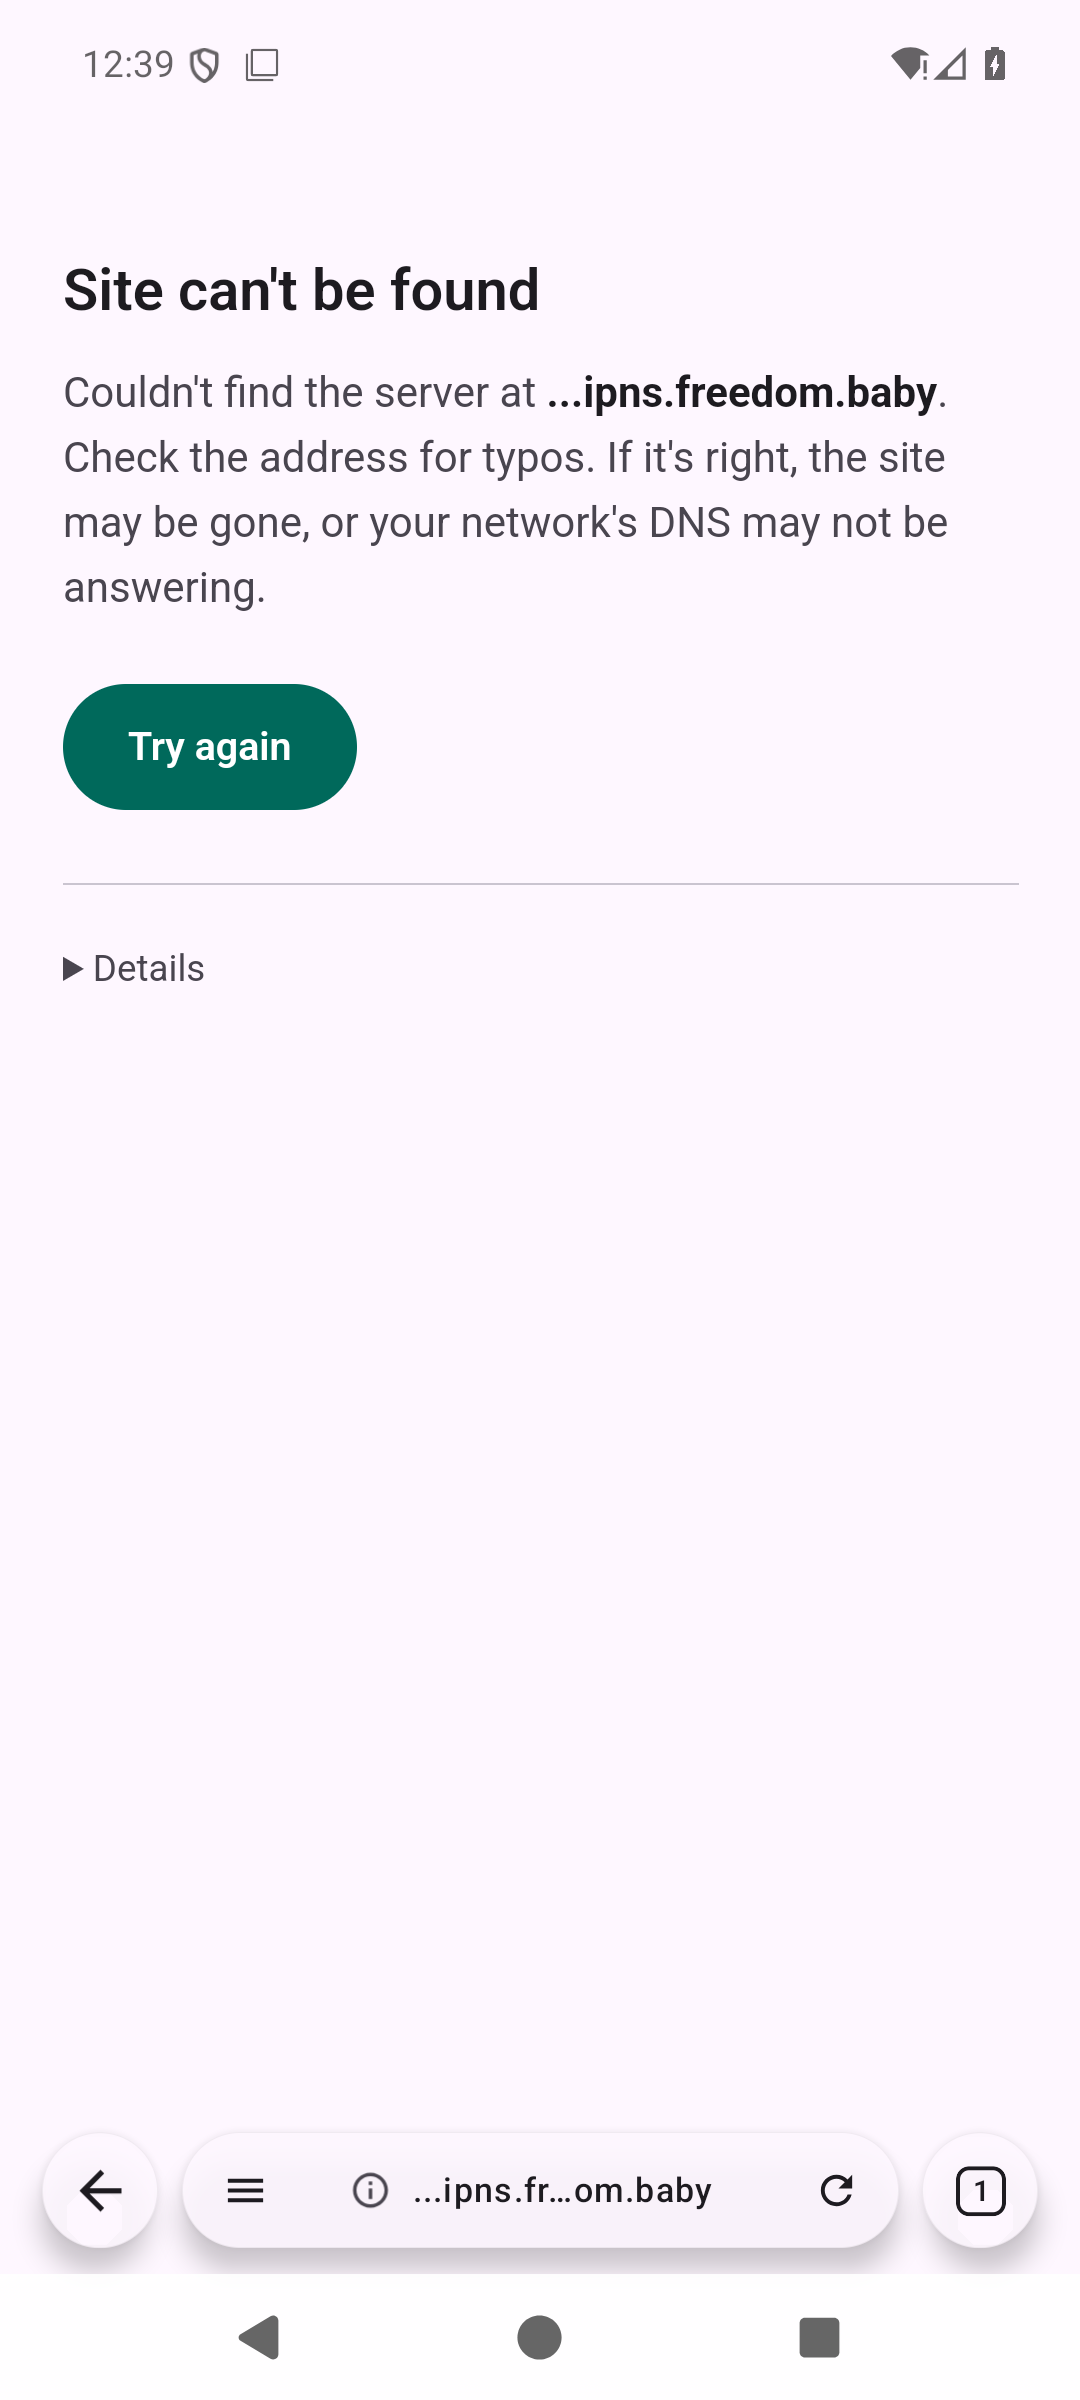 12:39
Site can't be found
Couldn't find the server at ...ipns.freedom.baby.
Check the address for typos. If it's right, the site
may be gone, or your network's DNS may not be
answering.
Try again
Details
...ipns.fr...om.baby
1